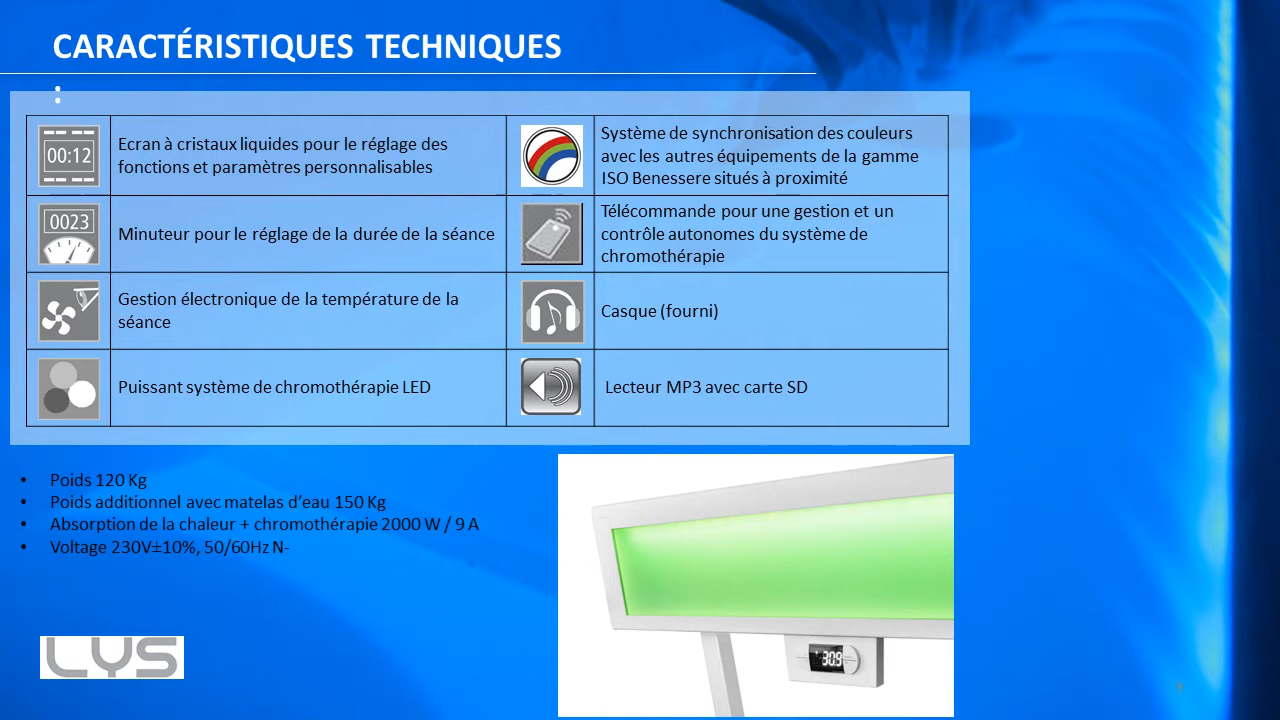 CARACTÉRISTIQUES TECHNIQUES
:
00:12
Ecran à cristaux liquides pour le réglage des
fonctions et paramètres personnalisables
Système de synchronisation des couleurs
avec les autres équipements de la gamme
ISO Benessere situés à proximité
0023
Minuteur pour le réglage de la durée de la séance
Télécommande pour une gestion et un
contrôle autonomes du système de
chromothérapie
Gestion électronique de la température de la
séance
Casque (fourni)
Puissant système de chromothérapie LED
Lecteur MP3 avec carte SD
• Poids 120 Kg
• Poids additionnel avec matelas d’eau 150 Kg
• Absorption de la chaleur + chromothérapie 2000 W / 9 A
• Voltage 230V±10%, 50/60Hz N-
30.9
LYS